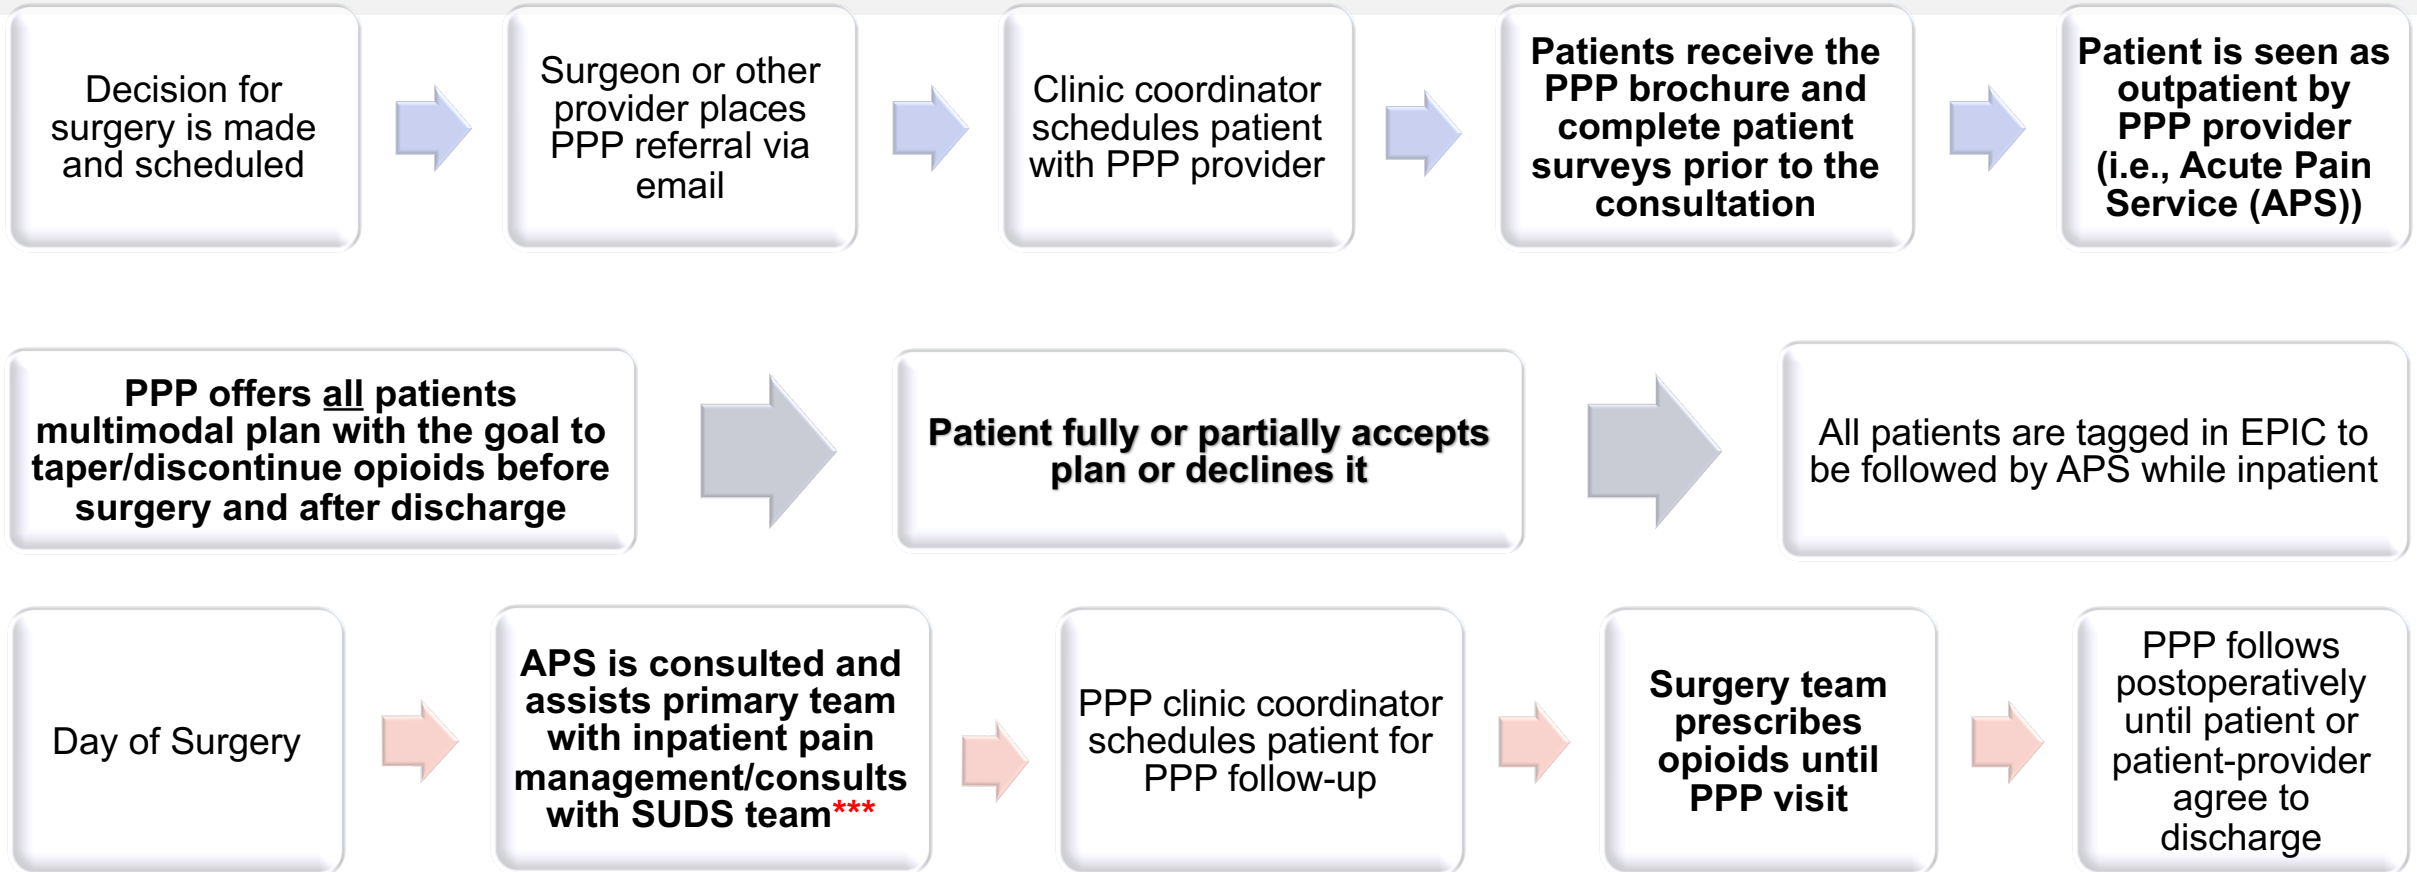 Decision for
surgery is made
and scheduled
Surgeon or other
provider places
PPP referral via
email
Clinic coordinator
schedules patient
with PPP provider
Patients receive the
PPP brochure and
complete patient
surveys prior to the
consultation
Patient is seen as
outpatient by
PPP provider
(i.e., Acute Pain
Service (APS))
PPP offers all patients
multimodal plan with the goal to
taper/discontinue opioids before
surgery and after discharge
Patient fully or partially accepts
plan or declines it
All patients are tagged in EPIC to
be followed by APS while inpatient
Day of Surgery
APS is consulted and
assists primary team
with inpatient pain
management/consults
with SUDS team***
PPP clinic coordinator
schedules patient for
PPP follow-up
Surgery team
prescribes
opioids until
PPP visit
PPP follows
postoperatively
until patient or
patient-provider
agree to
discharge